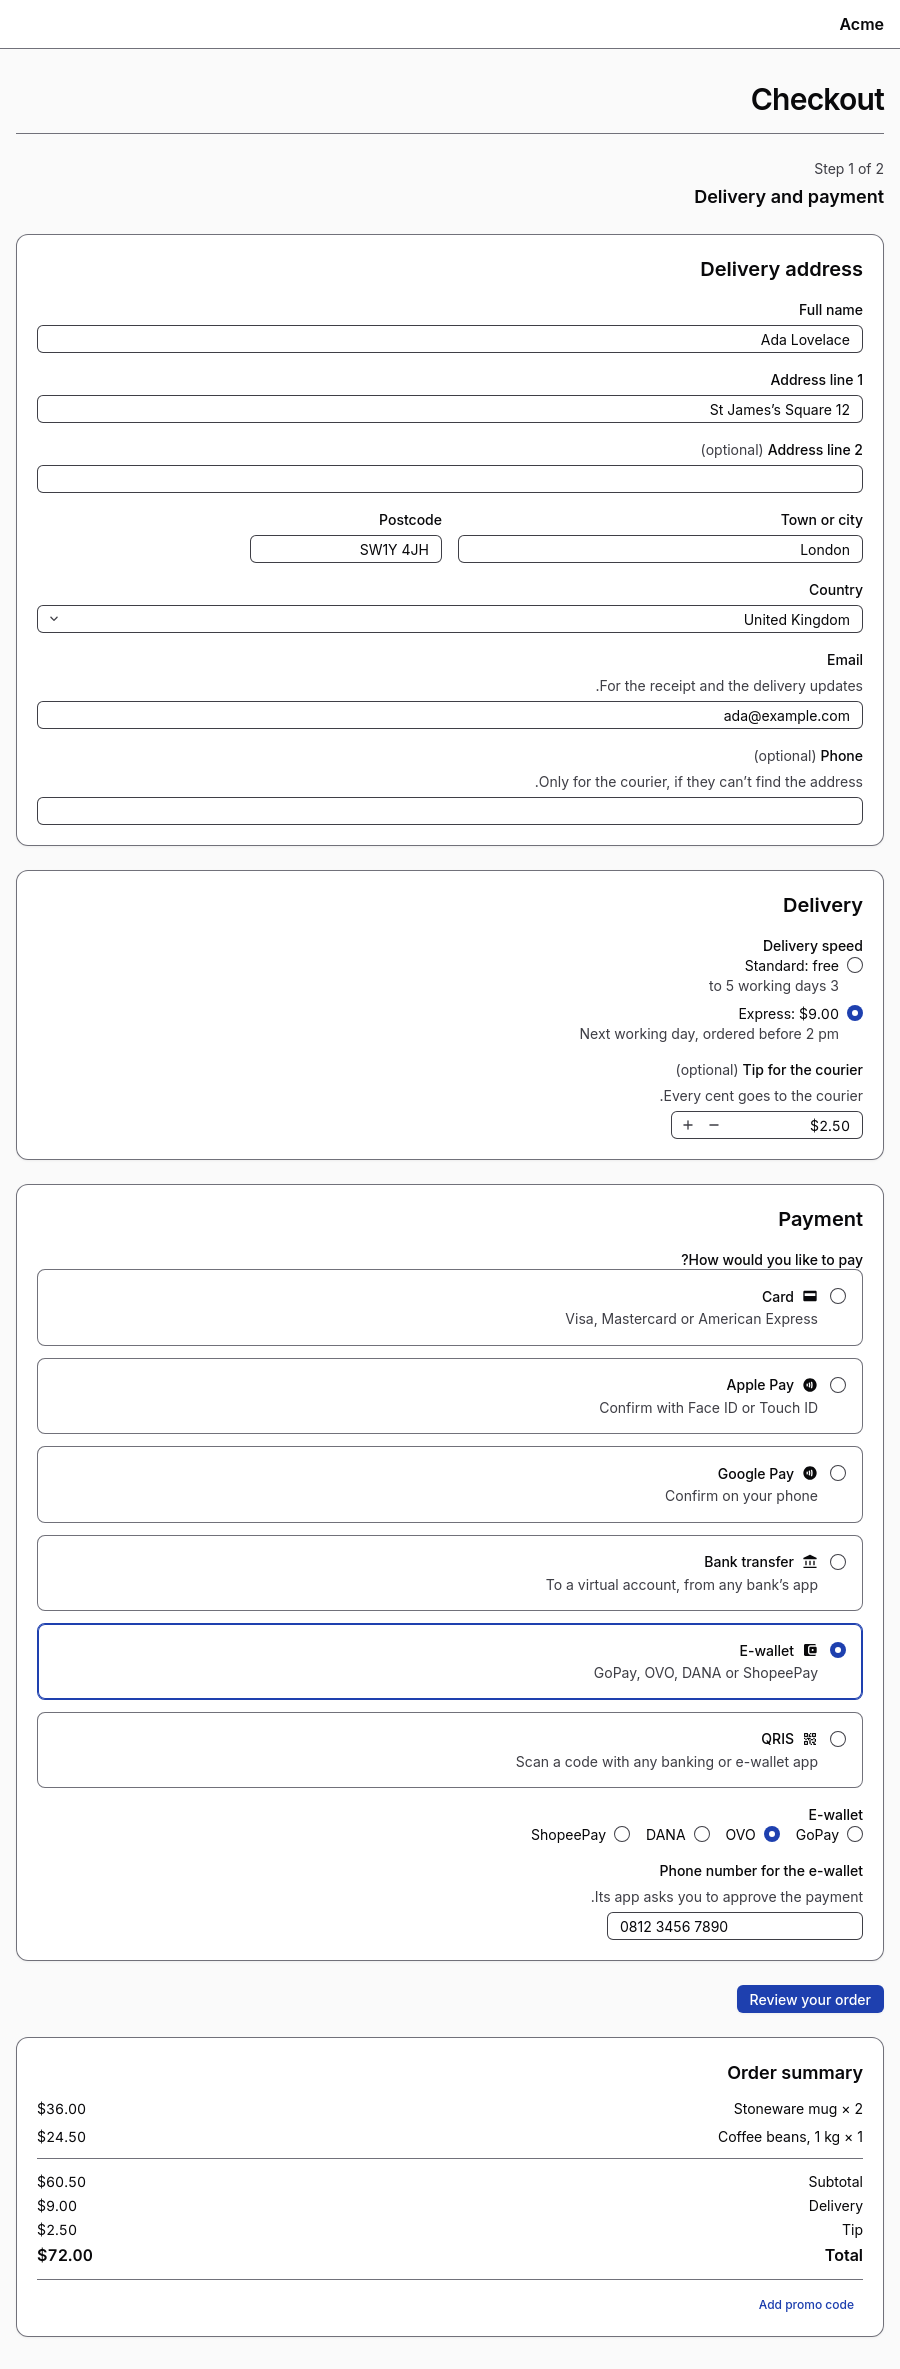 Acme
Checkout
Step 1 of 2
Delivery and payment
Delivery address
Full name
Ada Lovelace
Address line 1
St James’s Square 12
(optional) Address line 2
Town or city
Postcode
London
SW1Y 4JH
Country
United Kingdom
Email
.For the receipt and the delivery updates
ada@example.com
(optional) Phone
.Only for the courier, if they can’t find the address
Delivery
Delivery speed
Standard: free
to 5 working days 3
Express: $9.00
Next working day, ordered before 2 pm
(optional) Tip for the courier
.Every cent goes to the courier
$2.50
Payment
?How would you like to pay
Card
Visa, Mastercard or American Express
Apple Pay
Confirm with Face ID or Touch ID
Google Pay
Confirm on your phone
Bank transfer
To a virtual account, from any bank’s app
E-wallet
GoPay, OVO, DANA or ShopeePay
QRIS
Scan a code with any banking or e-wallet app
E-wallet
GoPay
OVO
DANA
ShopeePay
Phone number for the e-wallet
.Its app asks you to approve the payment
0812 3456 7890
Review your order
Order summary
Stoneware mug × 2
$36.00
Coffee beans, 1 kg × 1
$24.50
Subtotal
$60.50
Delivery
$9.00
Tip
$2.50
Total
$72.00
Add promo code